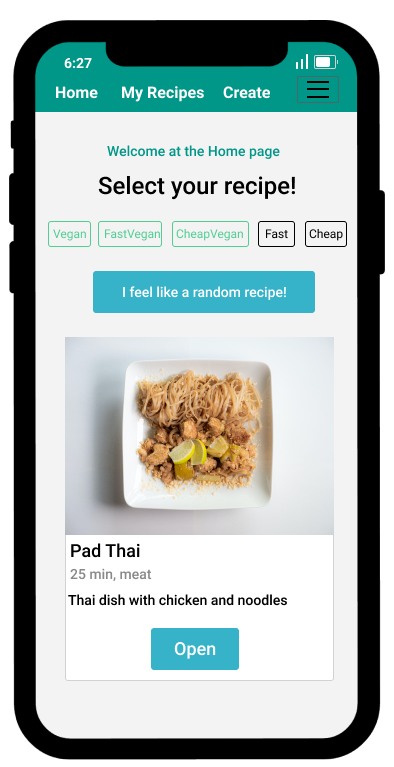 6:27
Home My Recipes Create
Welcome at the Home page
Select your recipe!
Vegan FastVegan CheapVegan Fast Cheap
I feel like a random recipe!
Pad Thai
25 min, meat
Thai dish with chicken and noodles
Open